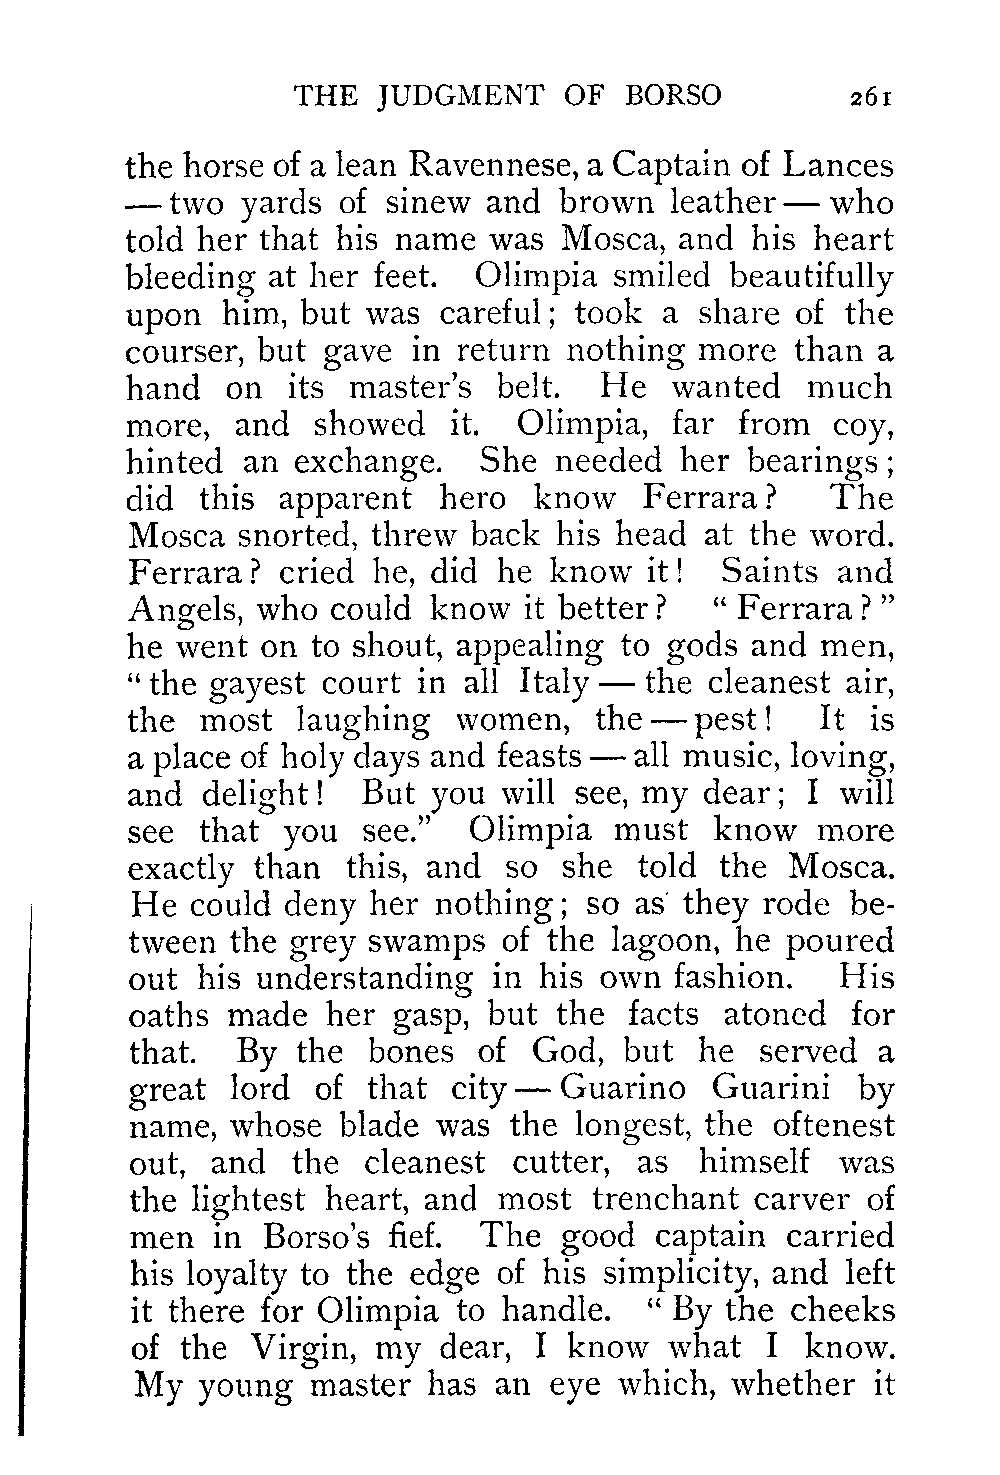 THE JUDGMENT OF BORSO 261
the horse of a lean Ravennese, a Captain of Lances
— two yards of sinew and brown leather — who
told her that his name was Mosca, and his heart
bleeding at her feet. Olimpia smiled beautifully
upon him, but was careful; took a share of the
courser, but gave in return nothing more than a
hand on its master's belt. He wanted much
more, and showed it. Olimpia, far from coy,
hinted an exchange. She needed her bearings;
did this apparent hero know Ferrara? The
Mosca snorted, threw back his head at the word.
Ferrara? cried he, did he know it! Saints and
Angels, who could know it better? "Ferrara?"
he went on to shout, appealing to gods and men,
"the gayest court in all Italy — the cleanest air,
the most laughing women, the — pest! It is
a place of holy days and feasts — all music, loving,
and delight! But you will see, my dear; I will
see that you see." Olimpia must know more
exactly than this, and so she told the Mosca.
He could deny her nothing; so as they rode be-
tween the grey swamps of the lagoon, he poured
out his understanding in his own fashion. His
oaths made her gasp, but the facts atoned for
that. By the bones of God, but he served a
great lord of that city — Guarino Guarini by
name, whose blade was the longest, the oftenest
out, and the cleanest cutter, as himself was
the lightest heart, and most trenchant carver of
men in Borso's fief. The good captain carried
his loyalty to the edge of his simplicity, and left
it there for Olimpia to handle. "By the cheeks
of the Virgin, my dear, I know what I know.
My young master has an eye which, whether it